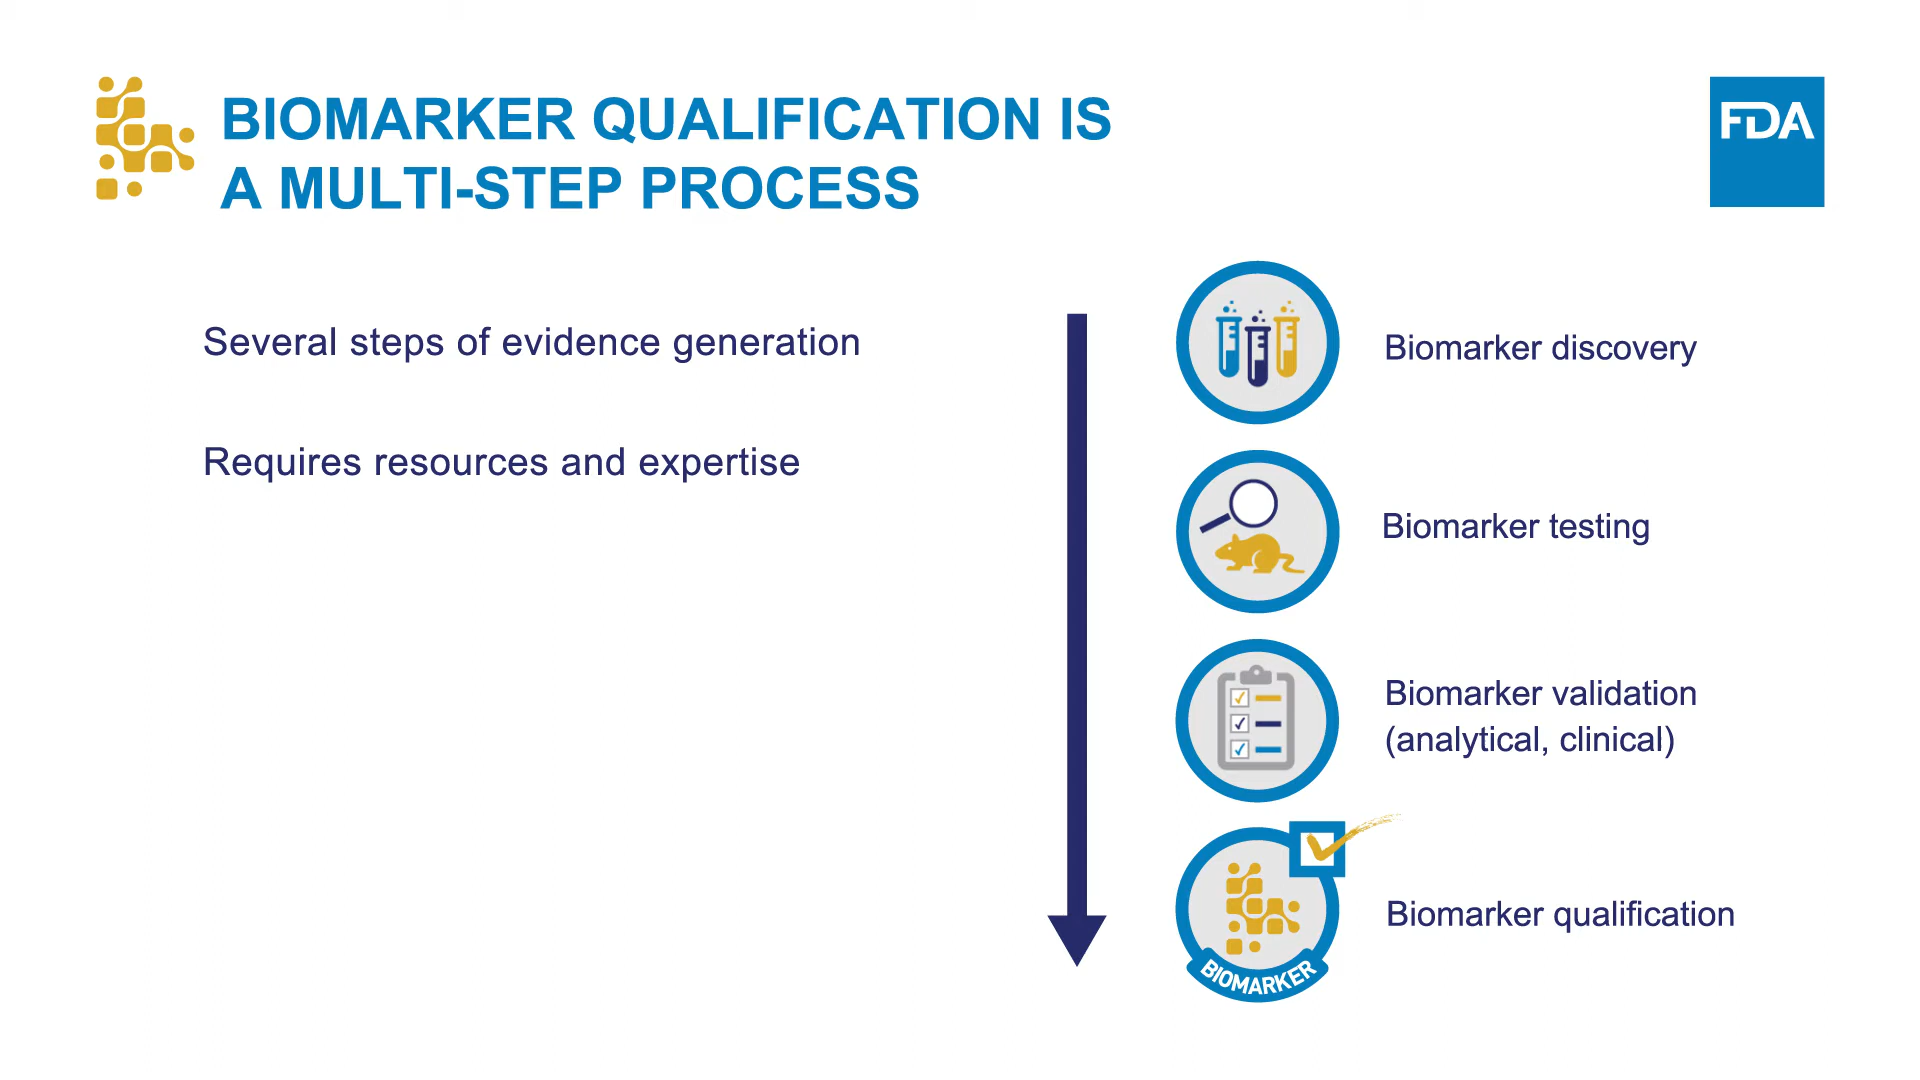 BIOMARKER QUALIFICATION IS
A MULTI-STEP PROCESS
FDA
Several steps of evidence generation
Requires resources and expertise
Biomarker discovery
Biomarker testing
Biomarker validation
(analytical, clinical)
Biomarker qualification
BIOMARKER